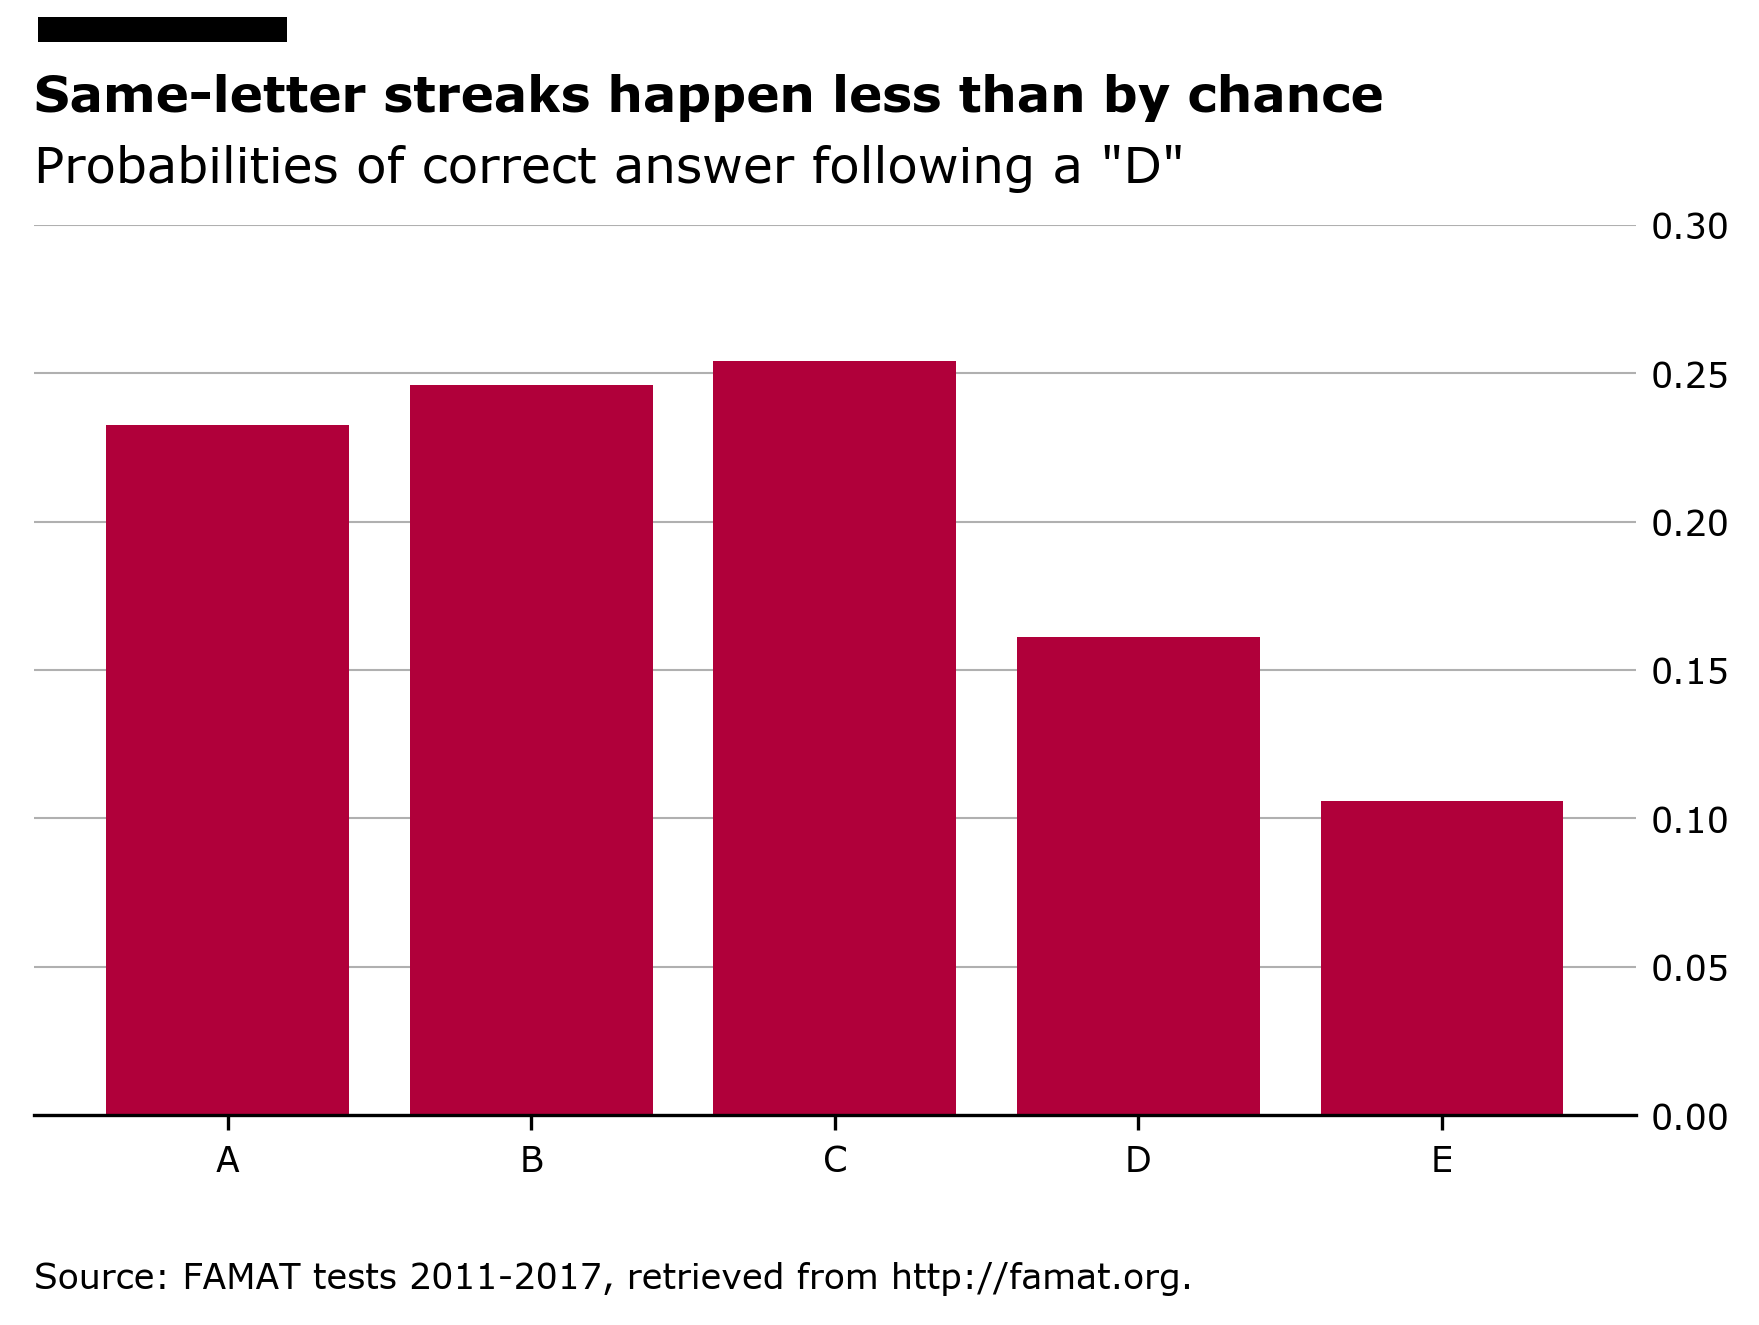 Same-letter streaks happen less than by chance
Probabilities of correct answer following a "D"
0.30
0.25
0.20
0.15
0.10
0.05
0.00
A B C D E
Source: FAMAT tests 2011-2017, retrieved from http://famat.org.